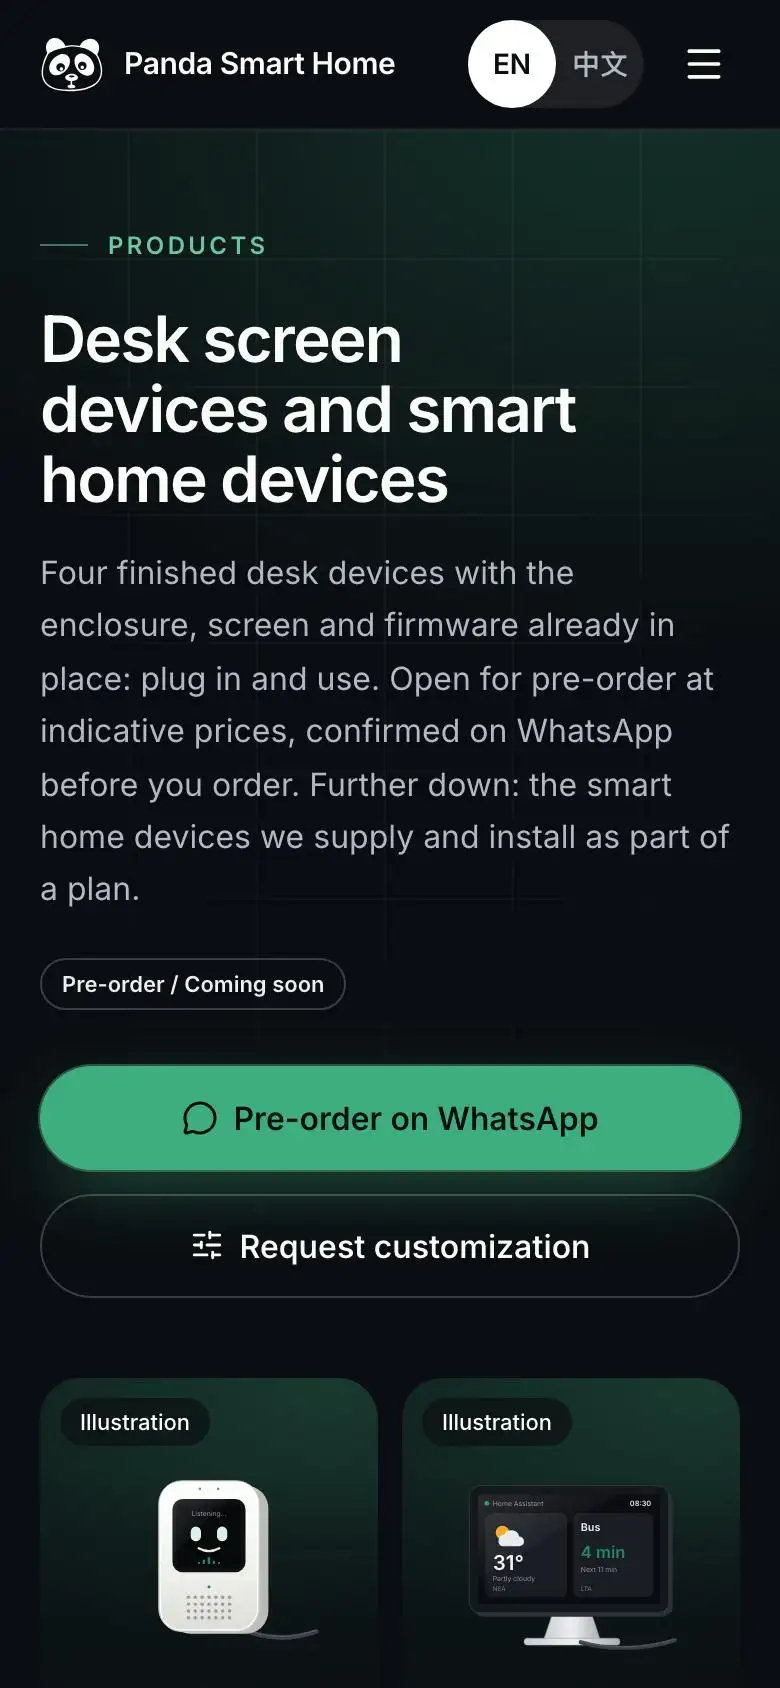 Panda Smart Home
EN
中文
PRODUCTS
Desk screen
devices and smart
home devices
Four finished desk devices with the
enclosure, screen and firmware already in
place: plug in and use. Open for pre-order at
indicative prices, confirmed on WhatsApp
before you order. Further down: the smart
home devices we supply and install as part of
a plan.
Pre-order / Coming soon
Pre-order on WhatsApp
Request customization
Illustration
Listening...
Illustration
Home Assistant
08:30
31°
Partly cloudy
NEA
Bus
4 min
Next 11 min
LTA